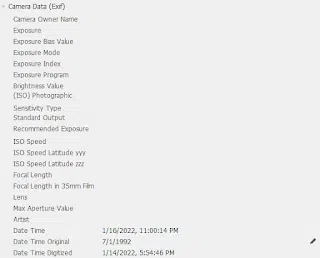 Camera Data (Exif)
Camera Owner Name
Exposure
Exposure Bias Value
Exposure Mode
Exposure Index
Exposure Program
Brightness Value
(ISO) Photographic
Sensitivity Type
Standard Output
Recommended Exposure
ISO Speed
ISO Speed Latitude yyy
ISO Speed Latitude zzz
Focal Length
Focal Length in 35mm Film
Lens
Max Aperture Value
Artist
Date Time 1/16/2022, 11:00:14 PM
Date Time Original 7/1/1992
Date Time Digitized 1/14/2022, 5:54:46 PM